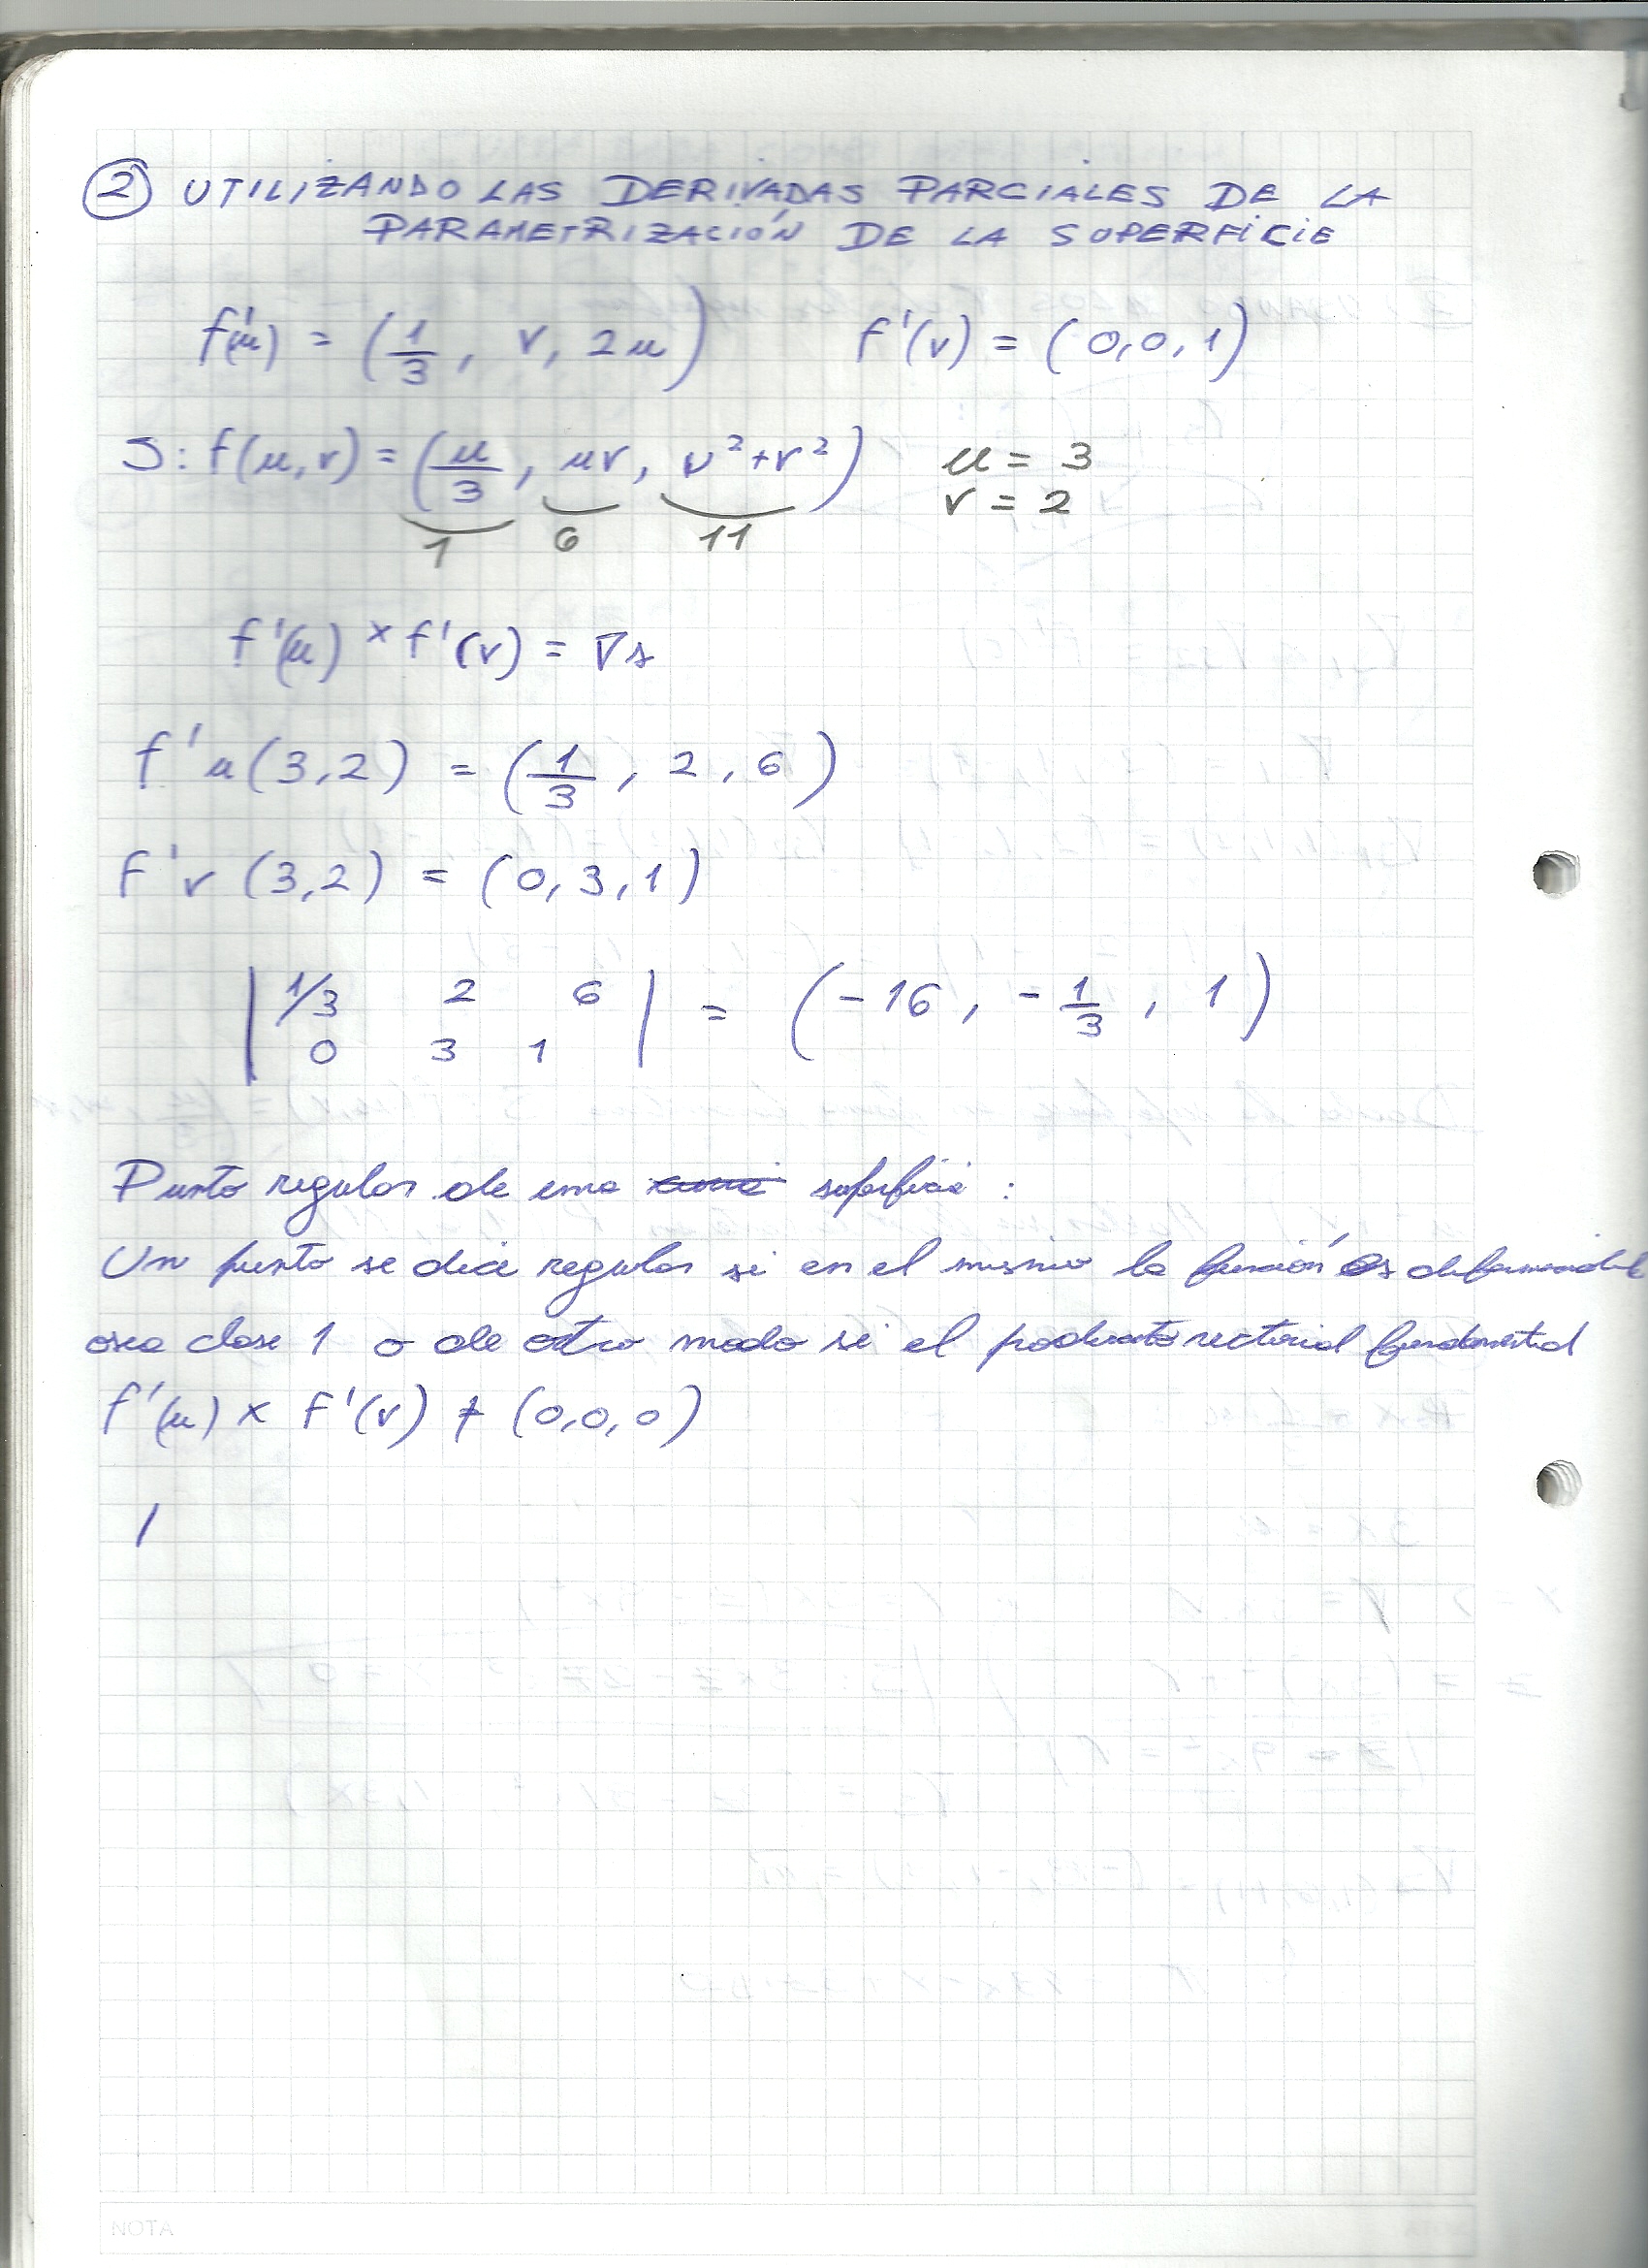 ② UTILIZANDO LAS DERIVADAS PARCIALES DE LA
PARAMETRIZACIÓN DE LA SUPERFICIE
f'(u) = (1/3, v, 2u)    f'(v) = (0,0,1)
S: f(u,v) = (u/3, uv, u²+v²)    u = 3
v = 2
1    6    11
f'(u) × f'(v) = ∇s
f'u(3,2) = (1/3, 2, 6)
f'v(3,2) = (0,3,1)
| 1/3 2 6 | = (-16, -1/3, 1)
0 3 1
Punto regular de una superficie :
Un punto se dice regular si en el mismo la función es
osea clase 1 o de otro modo si el producto vectorial fundamental
f'(u) × f'(v) ≠ (0,0,0)
NOTA